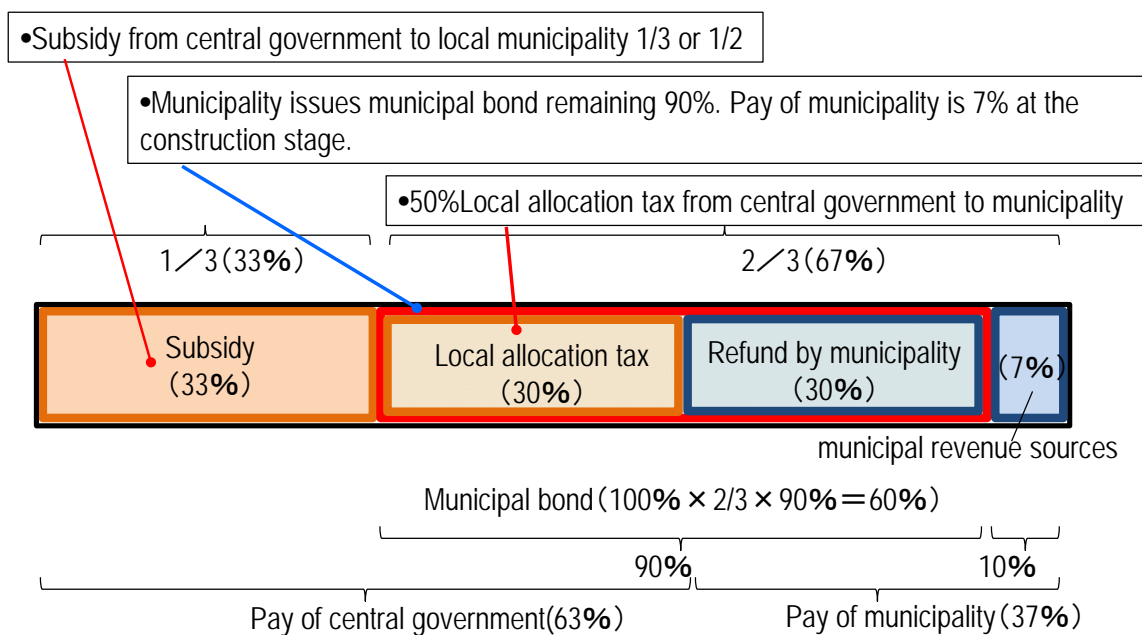 •Subsidy from central government to local municipality 1/3 or 1/2
•Municipality issues municipal bond remaining 90%. Pay of municipality is 7% at the
construction stage.
•50%Local allocation tax from central government to municipality
1／3(33%)
2／3(67%)
Subsidy
(33%)
Local allocation tax
(30%)
Refund by municipality
(30%)
(7%)
municipal revenue sources
Municipal bond(100%×2/3×90%＝60%)
90%
10%
Pay of central government(63%)
Pay of municipality(37%)